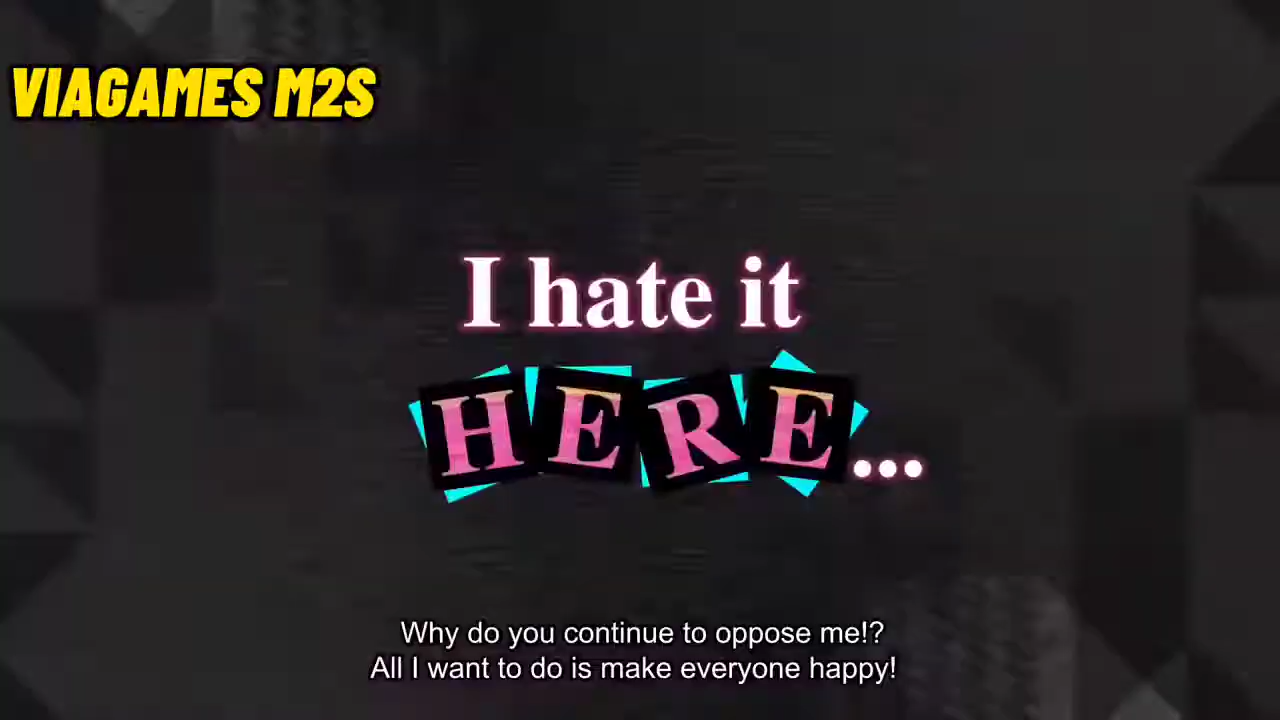 VIAGAMES M2S
I hate it
HERE...
Why do you continue to oppose me!?
All I want to do is make everyone happy!